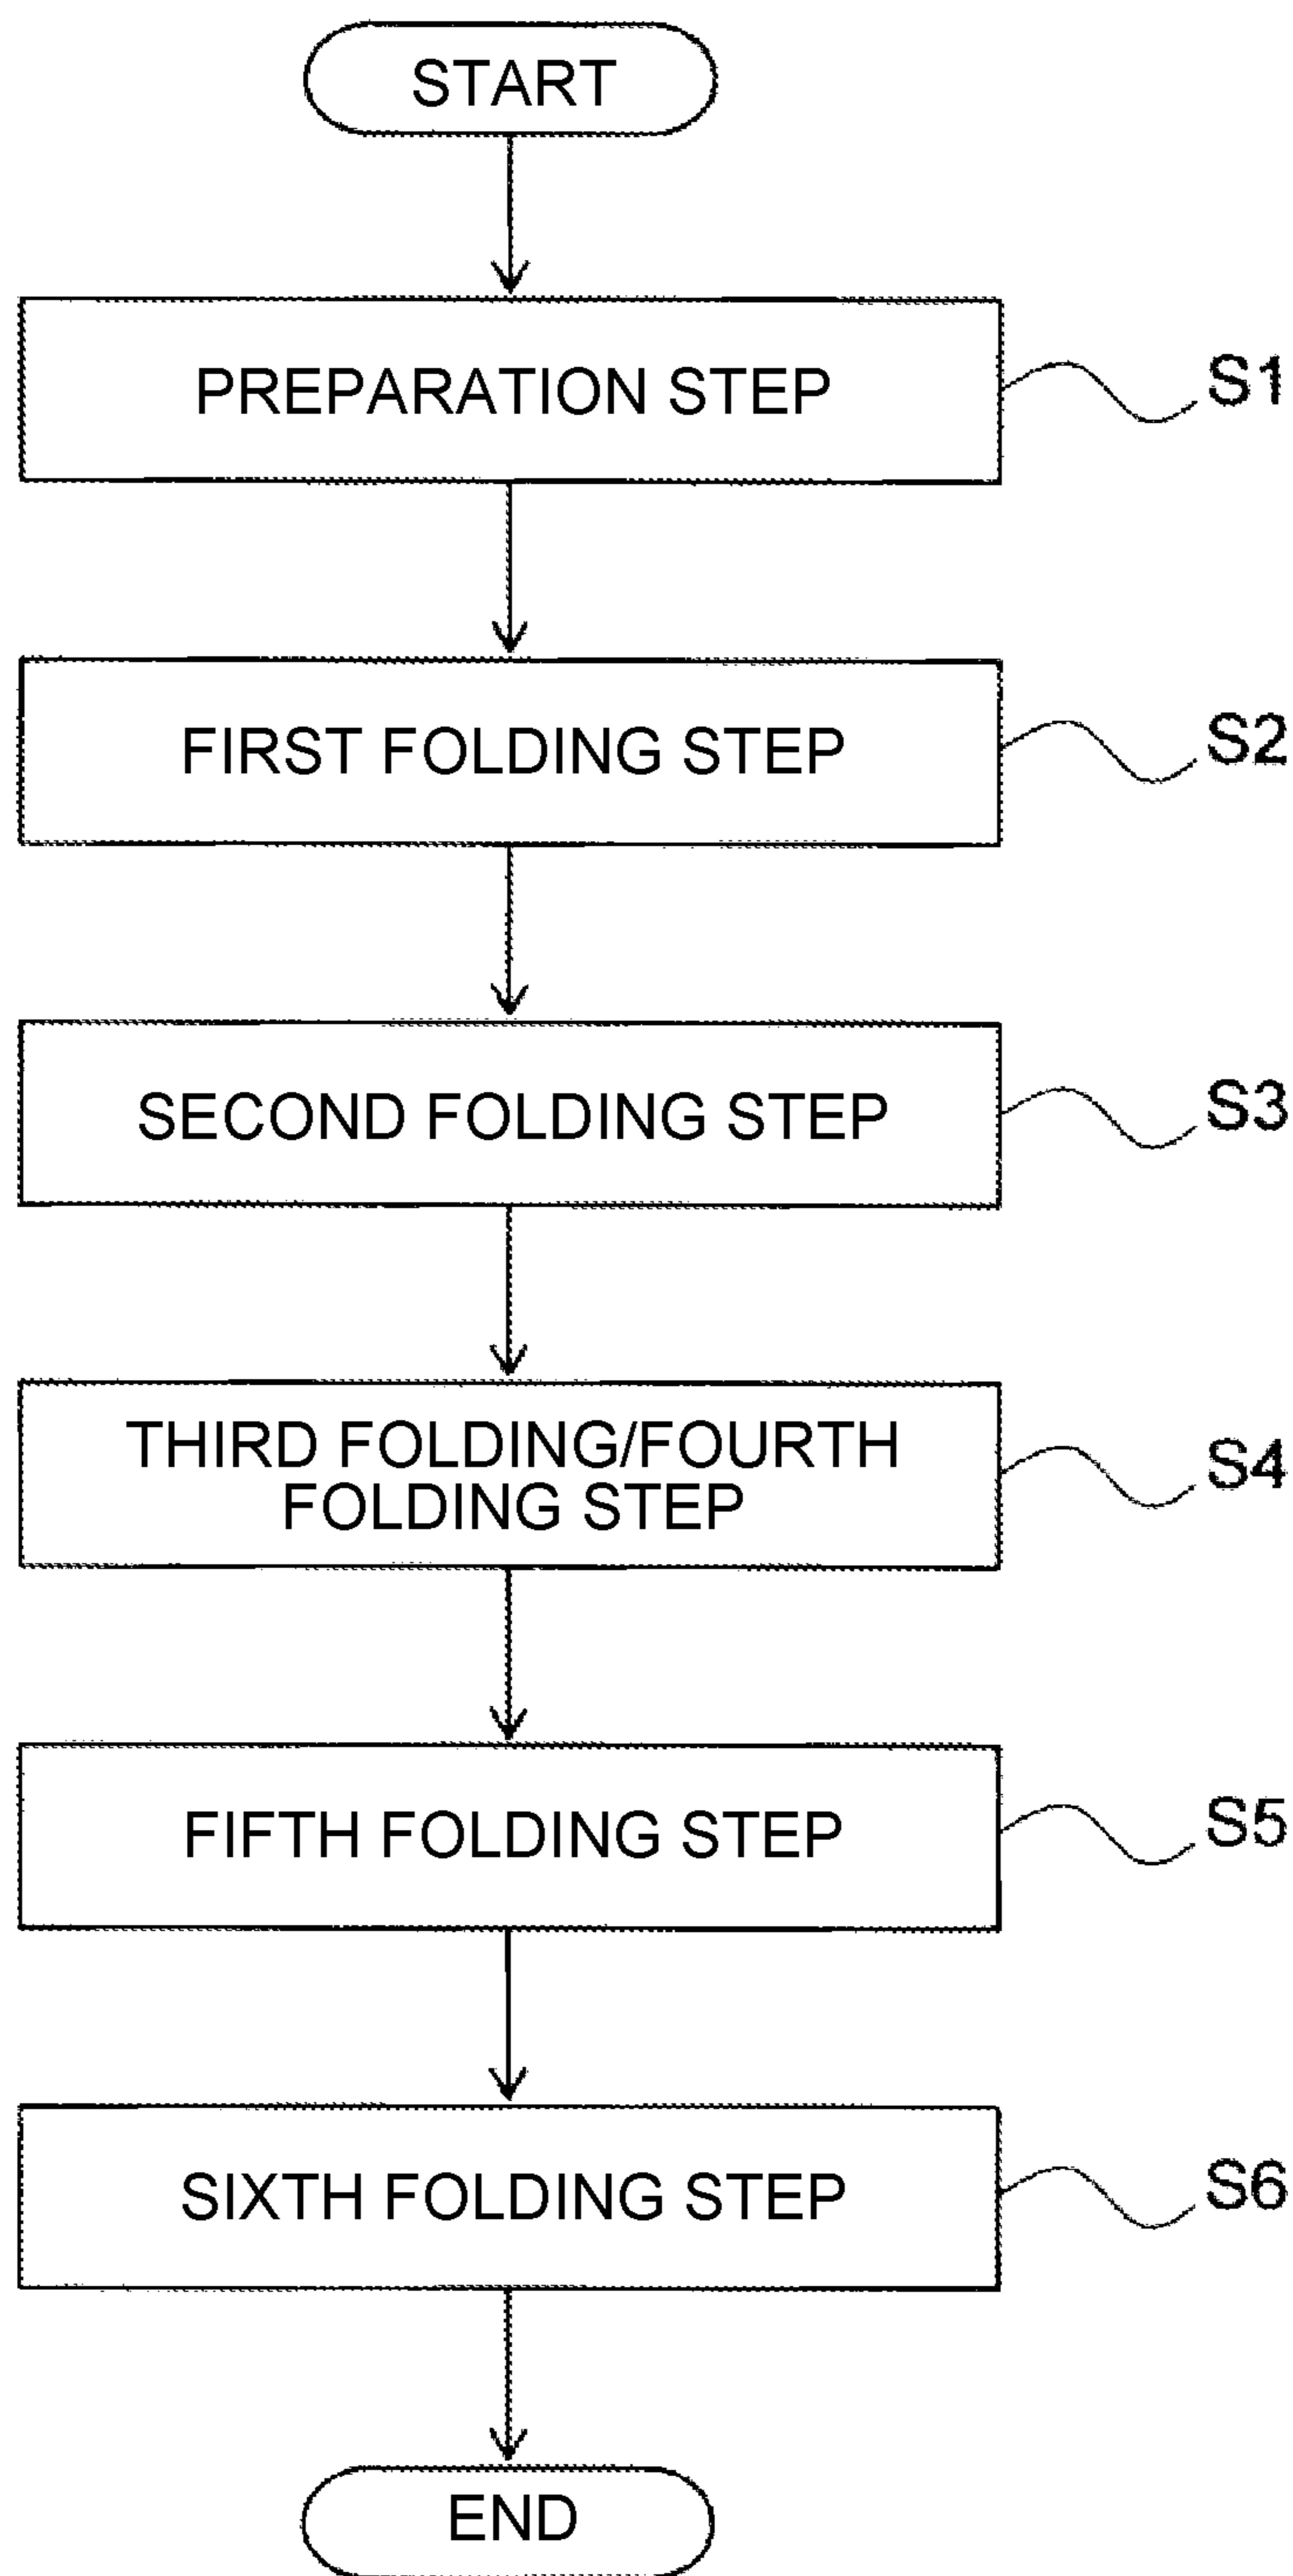 START
PREPARATION STEP
S1
FIRST FOLDING STEP
S2
SECOND FOLDING STEP
S3
THIRD FOLDING/FOURTH
FOLDING STEP
S4
FIFTH FOLDING STEP
S5
SIXTH FOLDING STEP
S6
END